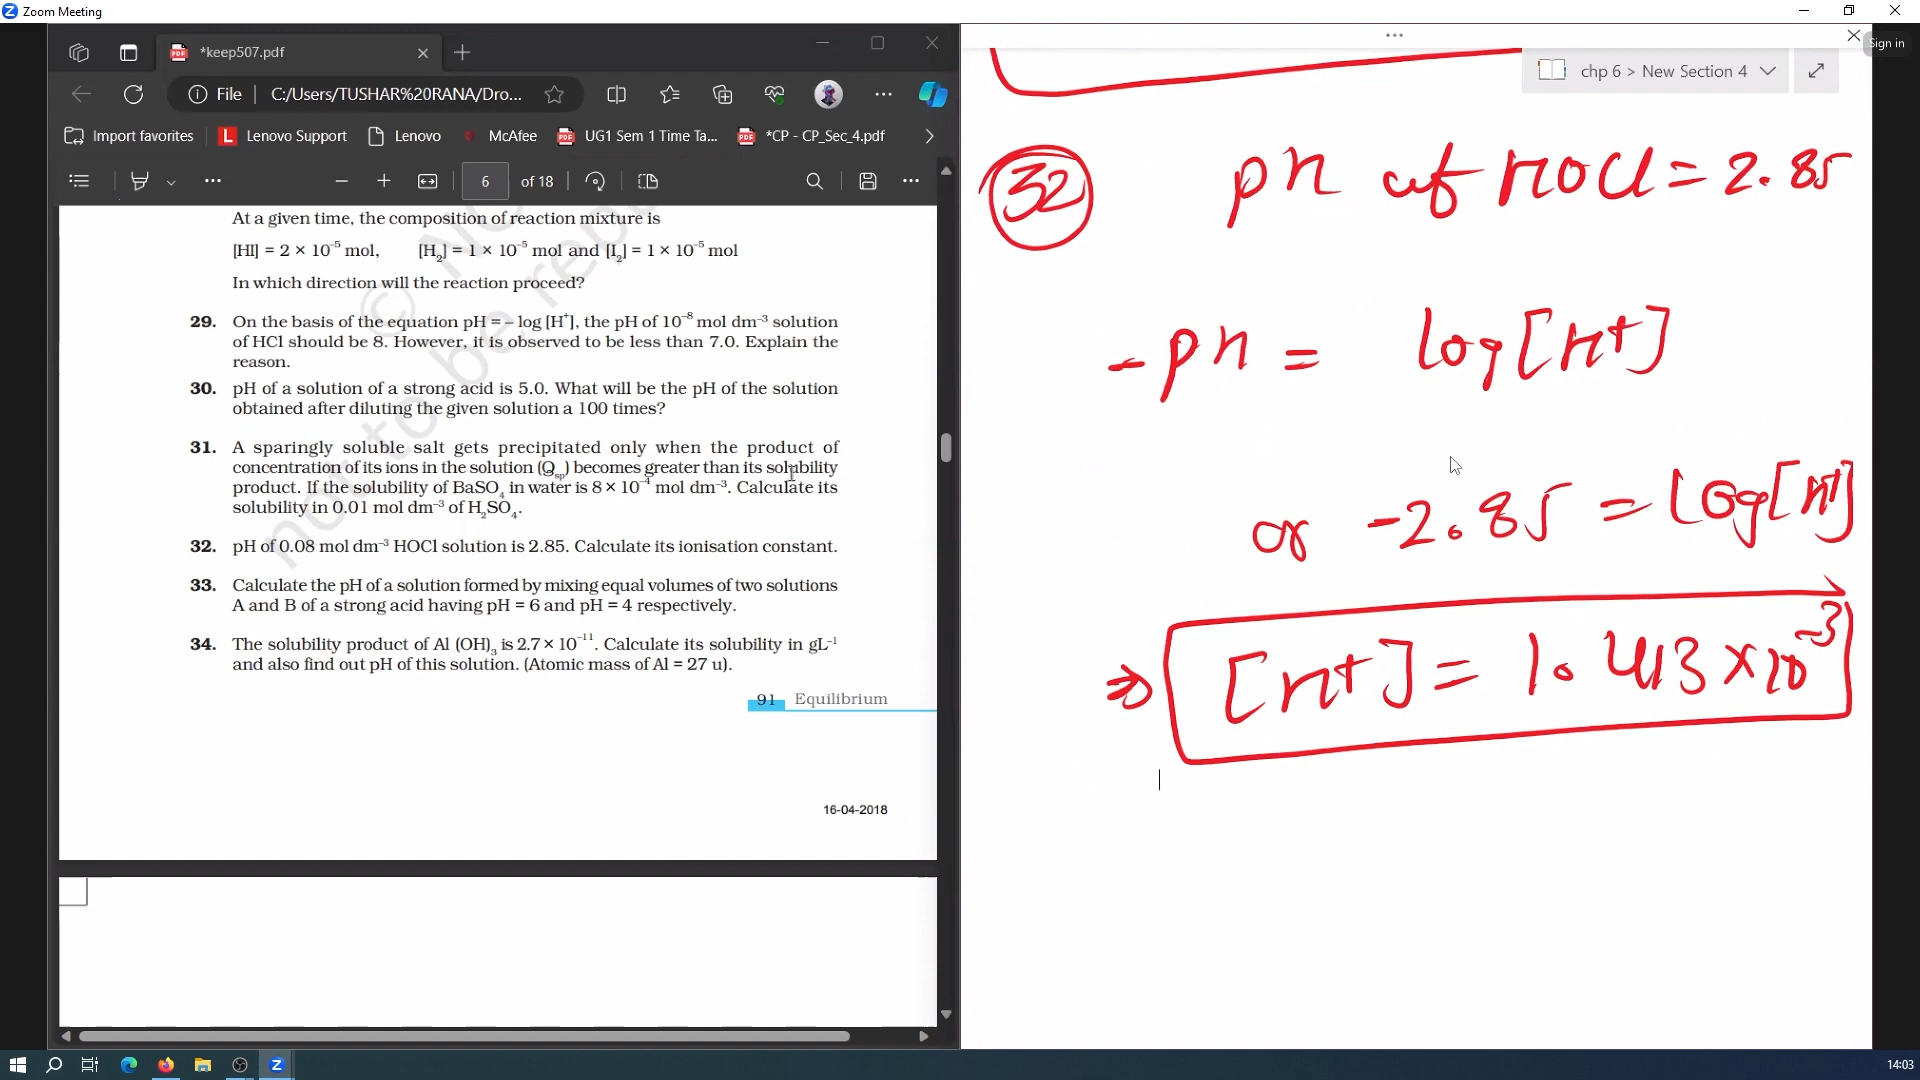 Zoom Meeting
*keep507.pdf
Sign in
File
C:/Users/TUSHAR%20RANA/Dro...
chp 6 > New Section 4
Import favorites
Lenovo Support
Lenovo
McAfee
UG1 Sem 1 Time Ta...
*CP - CP_Sec_4.pdf
6 of 18
At a given time, the composition of reaction mixture is
[HI] = 2 × 10⁻⁵ mol, [H₂] = 1 × 10⁻⁵ mol and [I₂] = 1 × 10⁻⁵ mol
In which direction will the reaction proceed?
29. On the basis of the equation pH = – log [H⁺], the pH of 10⁻⁸ mol dm⁻³ solution
of HCl should be 8. However, it is observed to be less than 7.0. Explain the
reason.
30. pH of a solution of a strong acid is 5.0. What will be the pH of the solution
obtained after diluting the given solution a 100 times?
31. A sparingly soluble salt gets precipitated only when the product of
concentration of its ions in the solution (Qsp) becomes greater than its solubility
product. If the solubility of BaSO₄ in water is 8 × 10⁻⁴ mol dm⁻³. Calculate its
solubility in 0.01 mol dm⁻³ of H₂SO₄.
32. pH of 0.08 mol dm⁻³ HOCl solution is 2.85. Calculate its ionisation constant.
33. Calculate the pH of a solution formed by mixing equal volumes of two solutions
A and B of a strong acid having pH = 6 and pH = 4 respectively.
34. The solubility product of Al (OH)₃ is 2.7 × 10⁻¹¹. Calculate its solubility in gL⁻¹
and also find out pH of this solution. (Atomic mass of Al = 27 u).
91 Equilibrium
16-04-2018
not to be rep
32 pH of HOCl = 2.85
-pH = log[H+]
or -2.85 = log[H+]
⇒ [H+] = 1.413 × 10⁻³
14:03